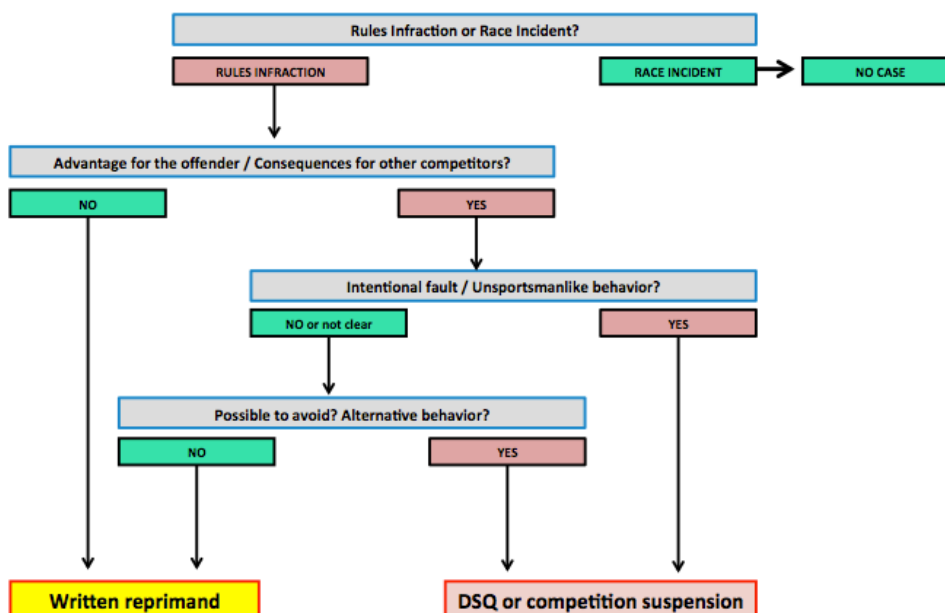 Rules Infraction or Race Incident?
RULES INFRACTION
RACE INCIDENT
NO CASE
Advantage for the offender / Consequences for other competitors?
NO
YES
Intentional fault / Unsportsmanlike behavior?
NO or not clear
YES
Possible to avoid? Alternative behavior?
NO
YES
Written reprimand
DSQ or competition suspension